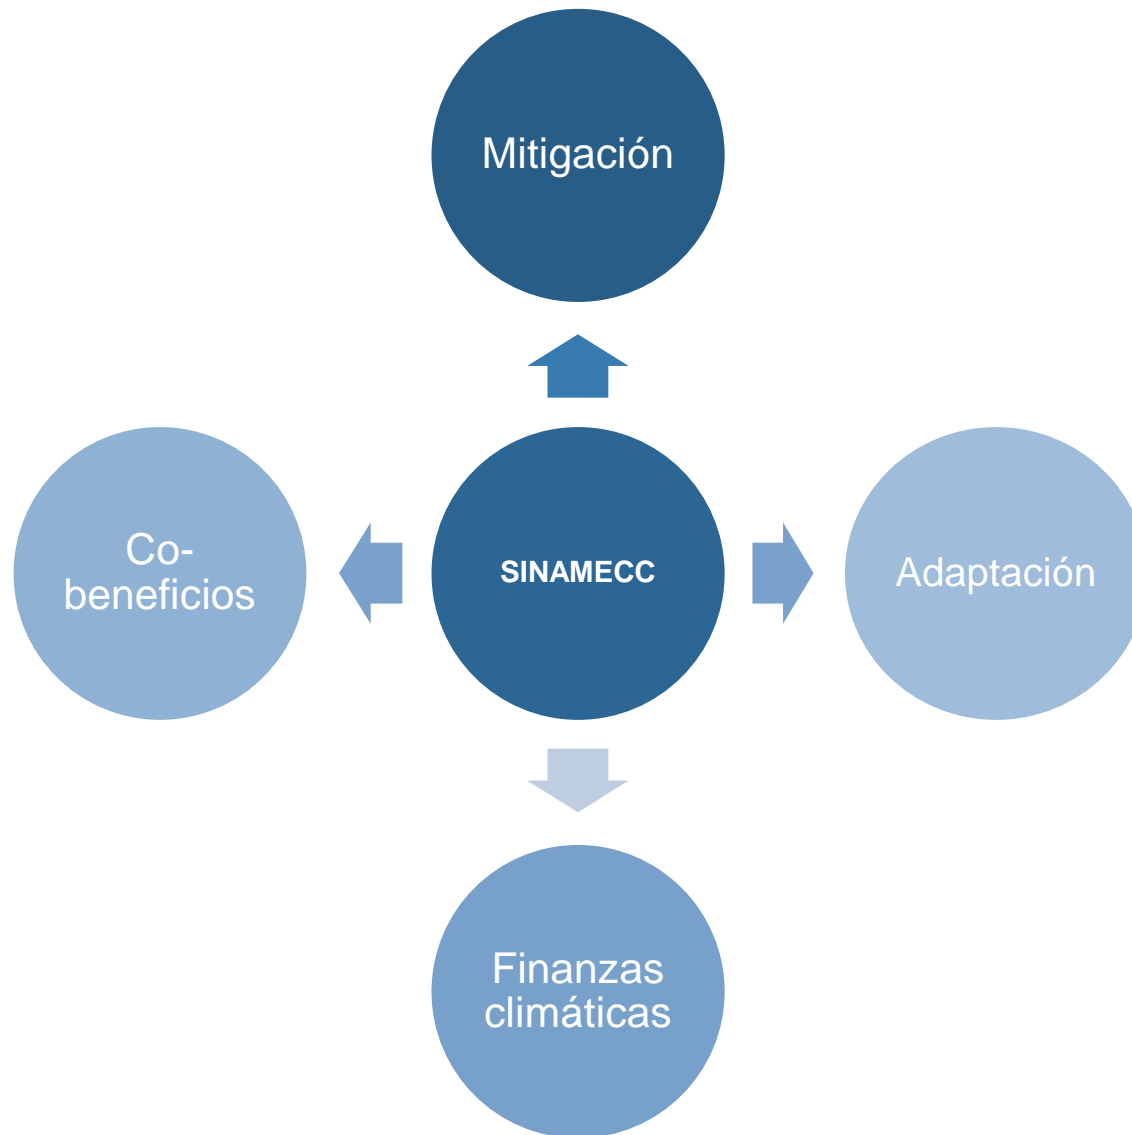 Mitigación
Co-
beneficios
SINAMECC
Adaptación
Finanzas
climáticas